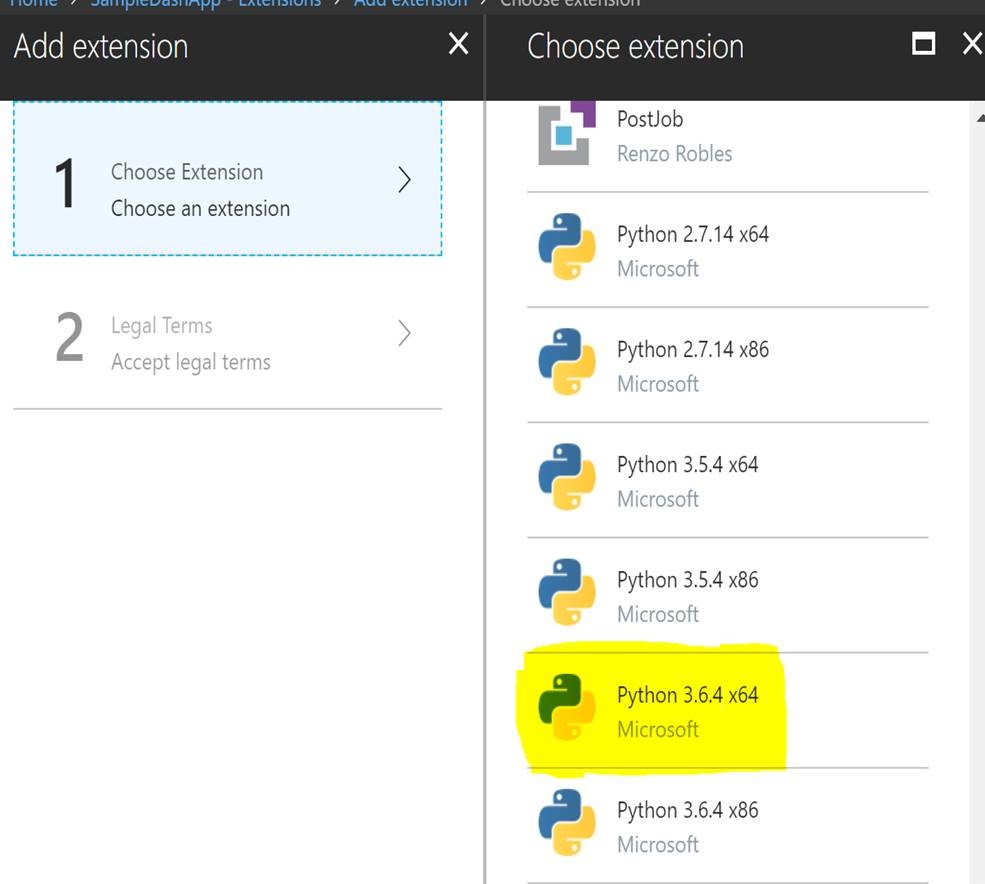 Home > SampleDashApp - Extensions > Add extension > Choose extension
Add extension
1
Choose Extension
Choose an extension
2
Legal Terms
Accept legal terms
Choose extension
PostJob
Renzo Robles
Python 2.7.14 x64
Microsoft
Python 2.7.14 x86
Microsoft
Python 3.5.4 x64
Microsoft
Python 3.5.4 x86
Microsoft
Python 3.6.4 x64
Microsoft
Python 3.6.4 x86
Microsoft